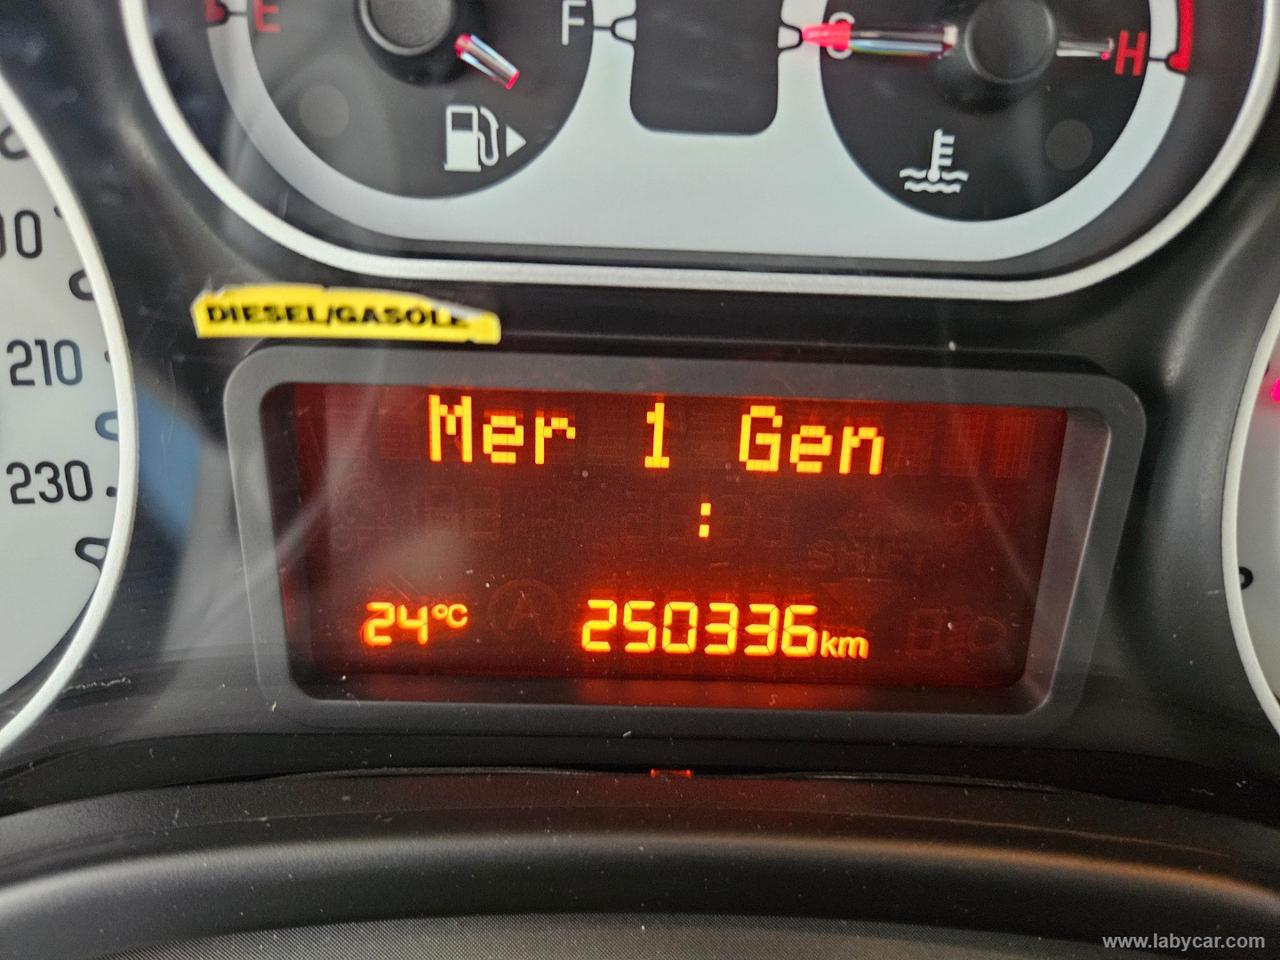 E
F
C
H
DIESEL/GASOLE
210
230
Mer 1 Gen
:
24°C 250336km
www.labycar.com